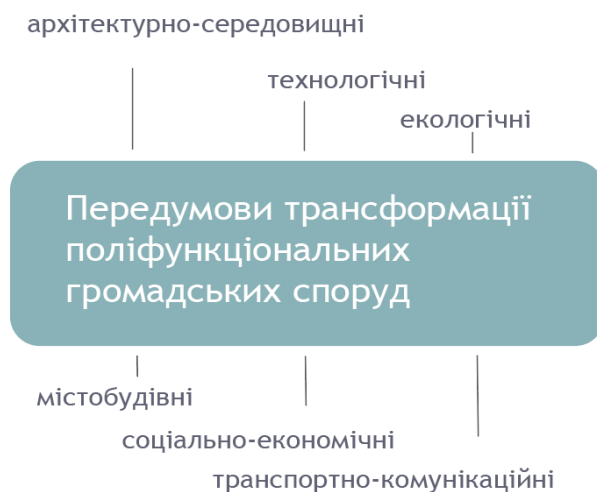 архітектурно-середовищні
технологічні
екологічні
Передумови трансформації
поліфункціональних
громадських споруд
містобудівні
соціально-економічні
транспортно-комунікаційні